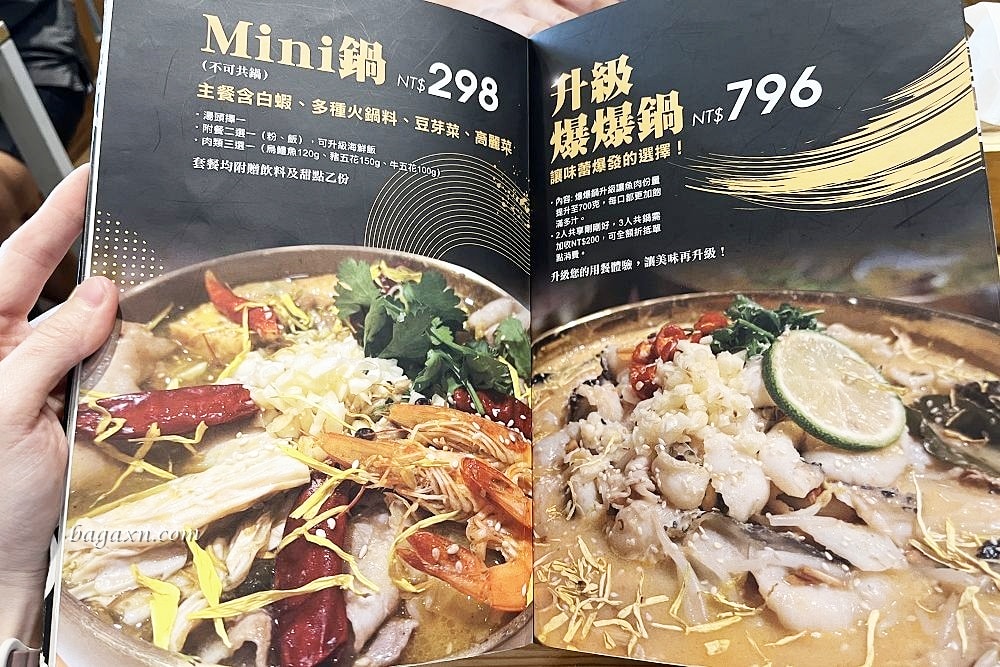 Mini鍋
(不可共鍋)
NT$298
主餐含白蝦、多種火鍋料、豆芽菜、高麗菜
·湯頭擇一
·附餐二選一（粉、飯），可升級海鮮飯
·肉類三選一（烏鱧魚120g、豬五花150g、牛五花100g）
套餐均附贈飲料及甜點乙份
升級
爆爆鍋 NT$796
讓味蕾爆發的選擇！
·內容: 爆爆鍋升級讓魚肉份量
提升至700克，每口都更加飽
滿多汁。
·2人共享剛剛好，3人共鍋需
加收NT$200，可全額折抵單
點消費。
升級您的用餐體驗，讓美味再升級！
bagaxn.com